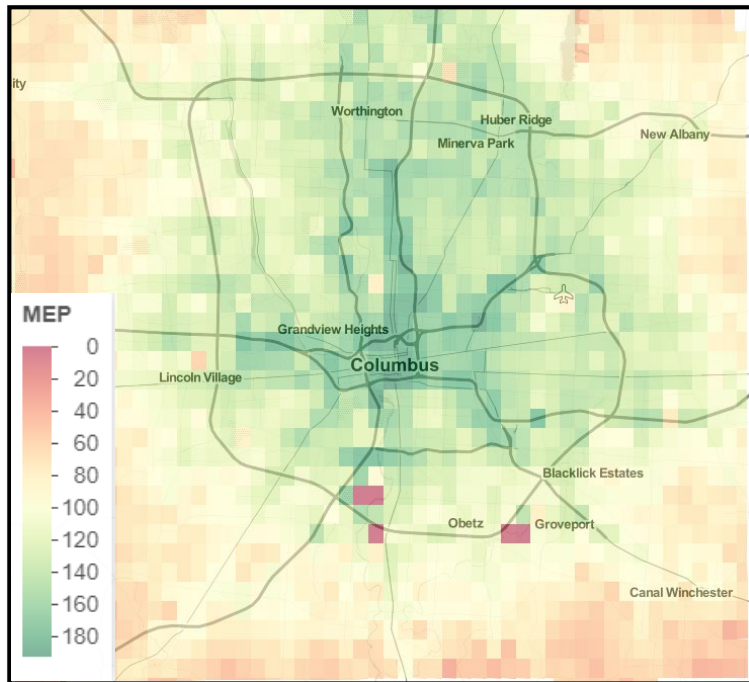 Worthington
Huber Ridge
Minerva Park
New Albany
ity
MEP
0
20
40
60
80
100
120
140
160
180
Grandview Heights
Columbus
Lincoln Village
Blacklick Estates
Obetz
Groveport
Canal Winchester